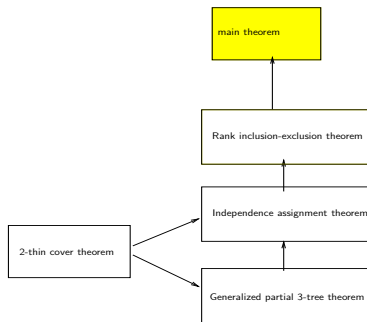 main theorem
Rank inclusion-exclusion theorem
Independence assignment theorem
2-thin cover theorem
Generalized partial 3-tree theorem